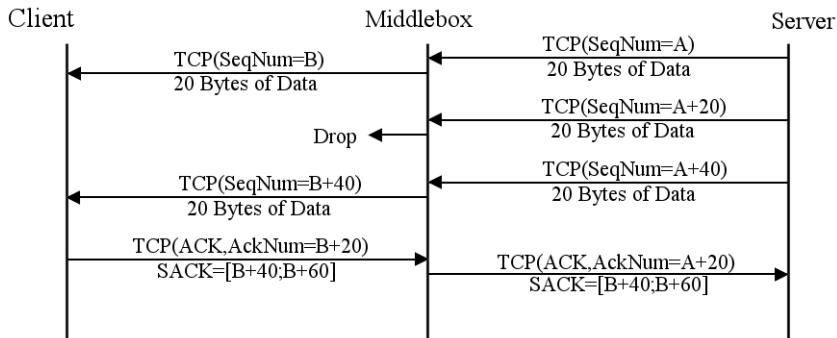 Client
Middlebox
Server
TCP(SeqNum=A)
20 Bytes of Data
TCP(SeqNum=B)
20 Bytes of Data
TCP(SeqNum=A+20)
20 Bytes of Data
Drop
TCP(SeqNum=A+40)
20 Bytes of Data
TCP(SeqNum=B+40)
20 Bytes of Data
TCP(ACK,AckNum=B+20)
SACK=[B+40;B+60]
TCP(ACK,AckNum=A+20)
SACK=[B+40;B+60]